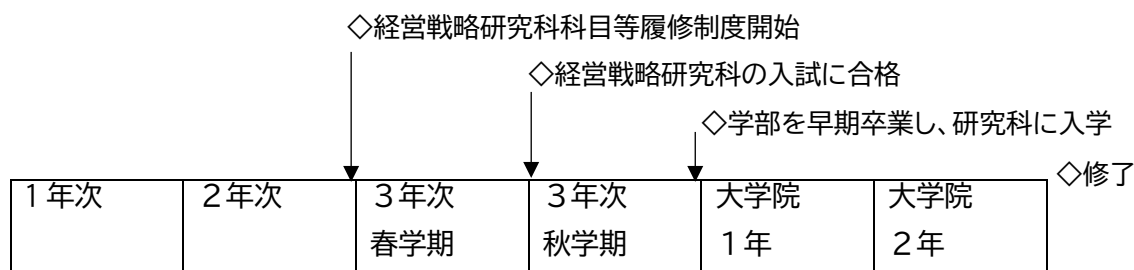 ◇経営戦略研究科科目等履修制度開始
◇経営戦略研究科の入試に合格
◇学部を早期卒業し、研究科に入学
◇修了
1年次
2年次
3年次
春学期
3年次
秋学期
大学院
1年
大学院
2年